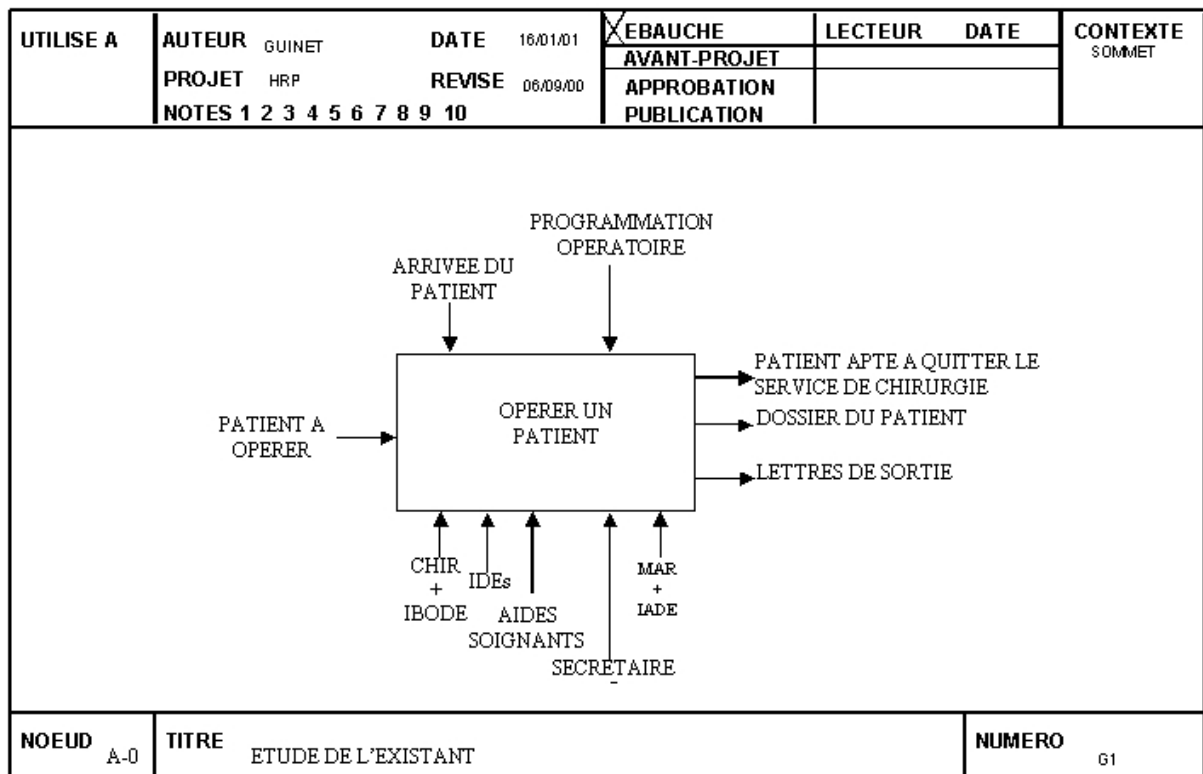 UTILISE A
AUTEUR GUINET DATE 16/01/01
PROJET HRP REVISE 06/09/00
NOTES 1 2 3 4 5 6 7 8 9 10
X EBAUCHE
AVANT-PROJET
APPROBATION
PUBLICATION
LECTEUR DATE
CONTEXTE
SOMMET
PROGRAMMATION
OPERATOIRE
ARRIVEE DU
PATIENT
PATIENT A
OPERER
OPERER UN
PATIENT
PATIENT APTE A QUITTER LE
SERVICE DE CHIRURGIE
DOSSIER DU PATIENT
LETTRES DE SORTIE
CHIR
+
IBODE
IDEs
AIDES
SOIGNANTS
SECRETAIRE
MAR
+
IADE
NOEUD A-0
TITRE ETUDE DE L'EXISTANT
NUMERO G1